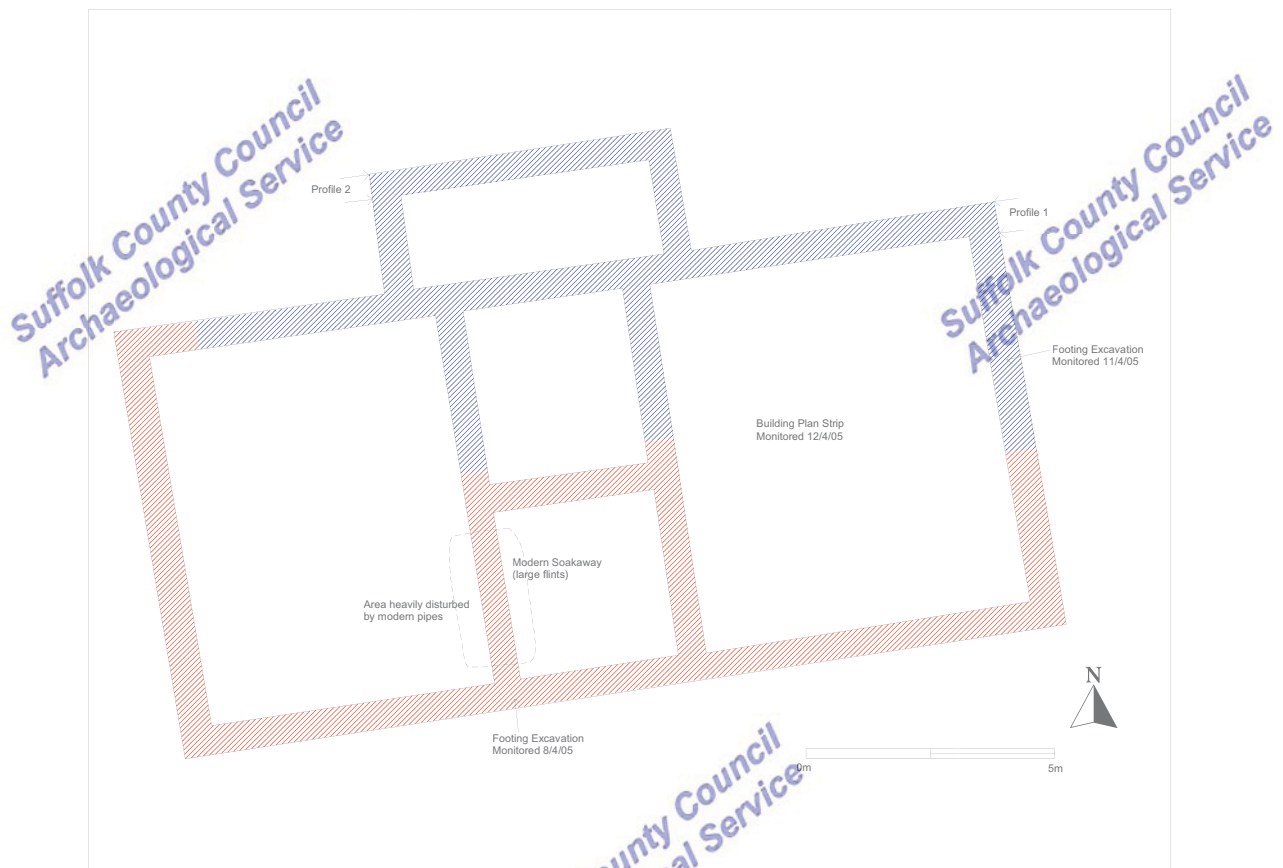 Suffolk County Council
Archaeological Service
Suffolk County Council
Archaeological Service
Profile 2
Profile 1
Footing Excavation
Monitored 11/4/05
Building Plan Strip
Monitored 12/4/05
Modern Soakaway
(large flints)
Area heavily disturbed
by modern pipes
N
Footing Excavation
Monitored 8/4/05
0m
5m
Council
Service